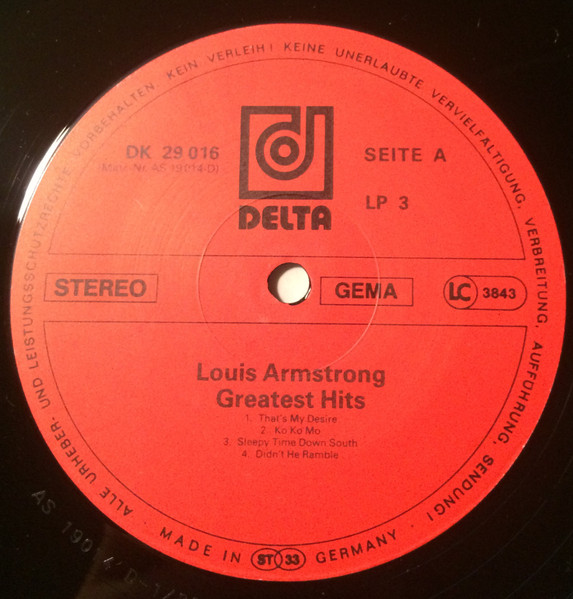 ALLE URHEBER- UND LEISTUNGSSCHUTZRECHTE VORBEHALTEN. KEIN VERLEIH! KEINE UNERLAUBTE VERVIELFÄLTIGUNG, VERBREITUNG, AUFFÜHRUNG, SENDUNG!
DK 29 016
SEITE A
LP 3
DELTA
STEREO
GEMA
LC 3843
Louis Armstrong
Greatest Hits
1. That's My Desire
2. Ko Ko Mo
3. Sleepy Time Down South
4. Didn't He Ramble
MADE IN GERMANY
ST 33